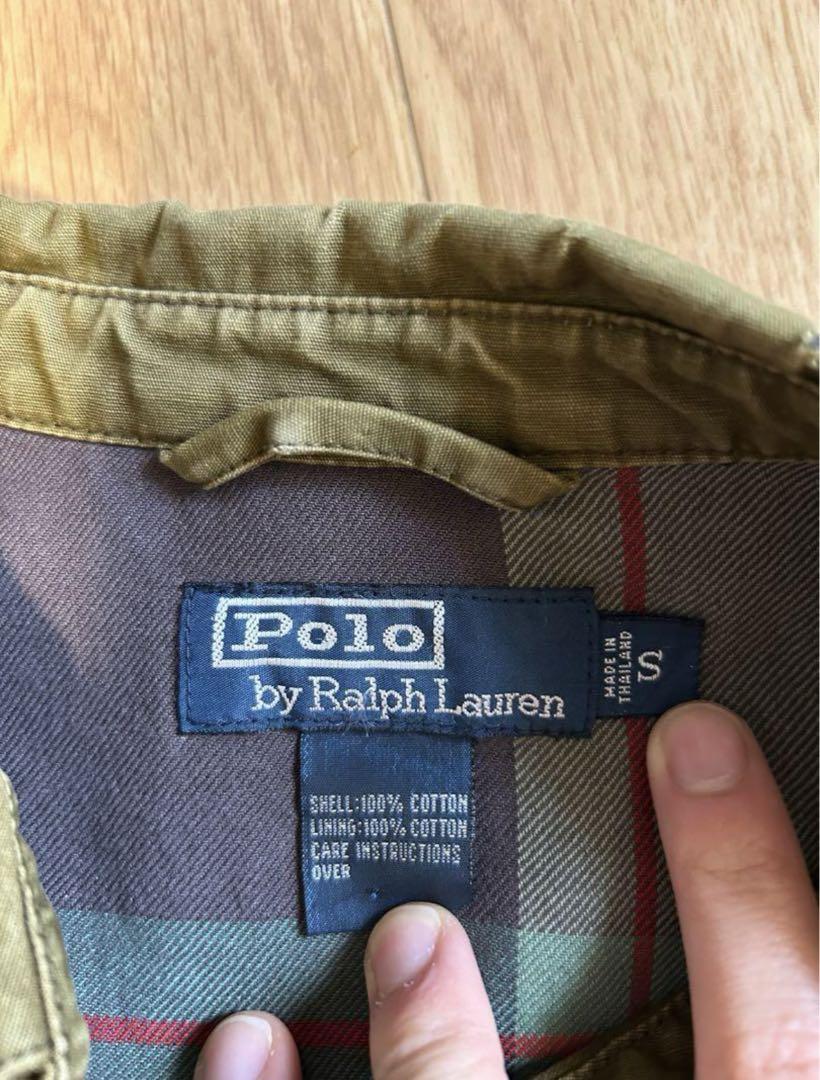 Polo
by Ralph Lauren
MADE IN
THAILAND
S
SHELL:100% COTTON
LINING:100% COTTON
CARE INSTRUCTIONS
OVER